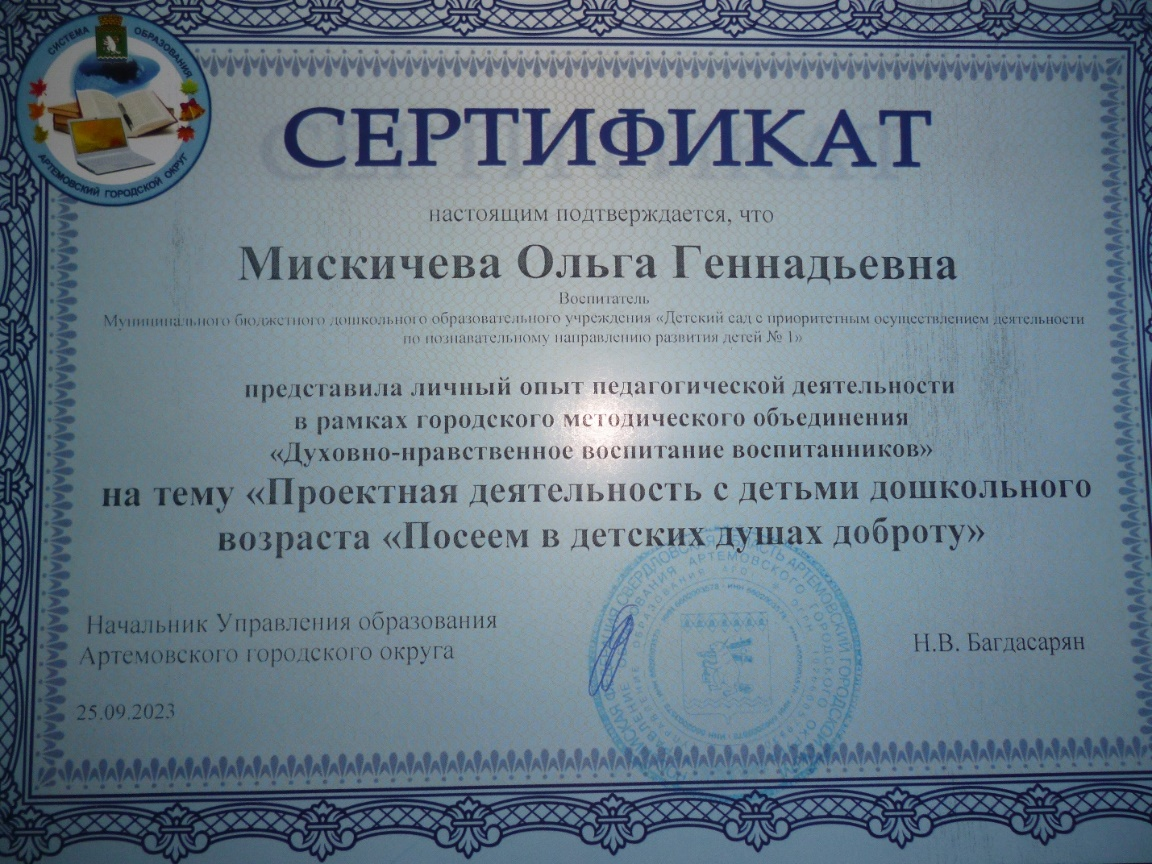 СИСТЕМА ОБРАЗОВАНИЯ
АРТЕМОВСКИЙ ГОРОДСКОЙ ОКРУГ
СЕРТИФИКАТ
настоящим подтверждается, что
Мискичева Ольга Геннадьевна
Воспитатель
Муниципального бюджетного дошкольного образовательного учреждения «Детский сад с приоритетным осуществлением деятельности
по познавательному направлению развития детей № 1»
представила личный опыт педагогической деятельности
в рамках городского методического объединения
«Духовно-нравственное воспитание воспитанников»
на тему «Проектная деятельность с детьми дошкольного
возраста «Посеем в детских душах доброту»
Начальник Управления образования
Артемовского городского округа
Н.В. Багдасарян
25.09.2023